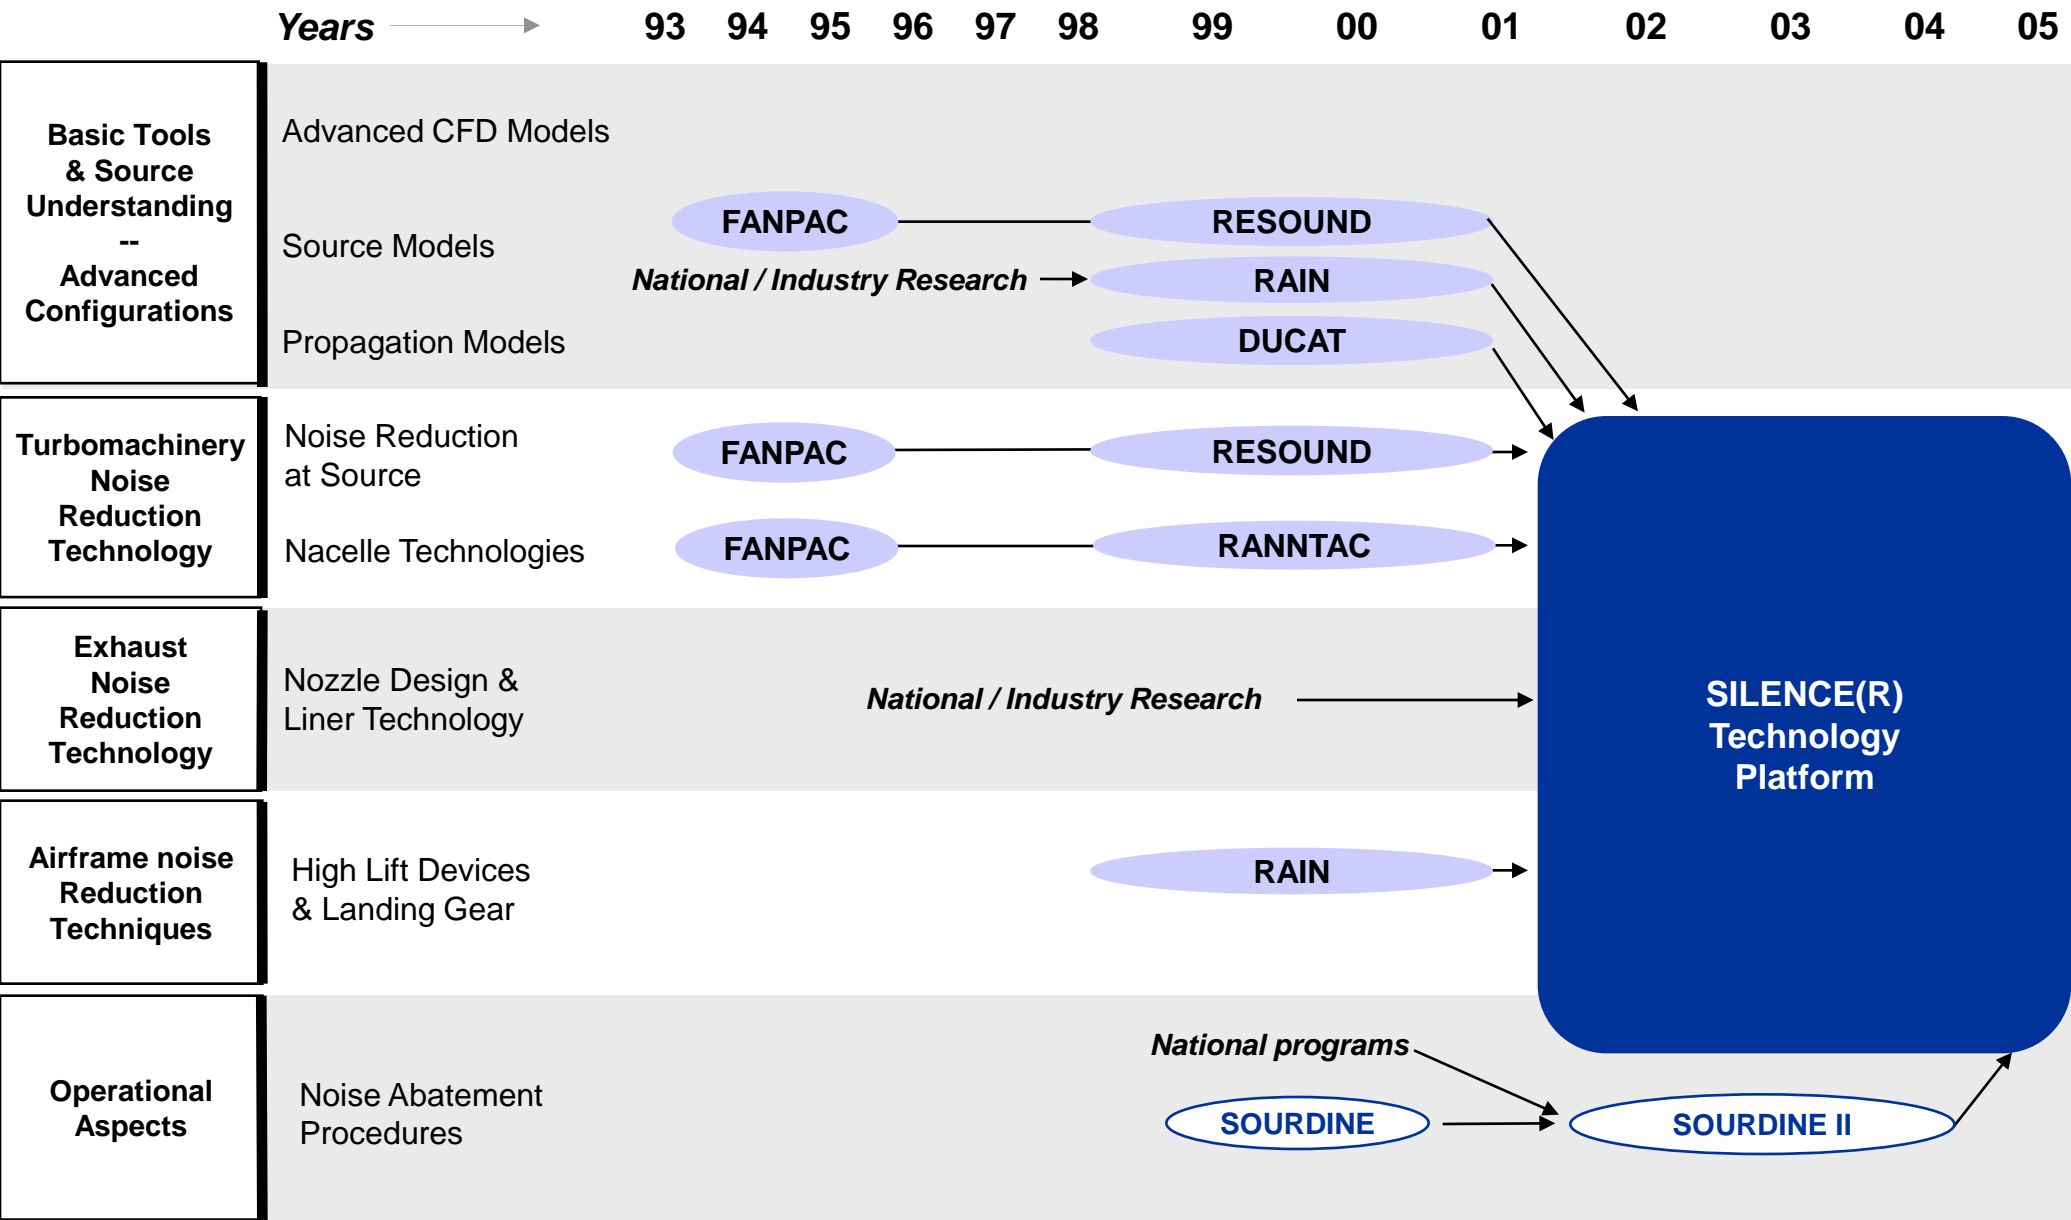 Years 93 94 95 96 97 98 99 00 01 02 03 04 05
Basic Tools
& Source
Understanding
--
Advanced
Configurations
Advanced CFD Models
Source Models
FANPAC
RESOUND
National / Industry Research
RAIN
Propagation Models
DUCAT
Turbomachinery
Noise
Reduction
Technology
Noise Reduction
at Source
FANPAC
RESOUND
Nacelle Technologies
FANPAC
RANNTAC
Exhaust
Noise
Reduction
Technology
Nozzle Design &
Liner Technology
National / Industry Research
SILENCE(R)
Technology
Platform
Airframe noise
Reduction
Techniques
High Lift Devices
& Landing Gear
RAIN
Operational
Aspects
Noise Abatement
Procedures
National programs
SOURDINE
SOURDINE II